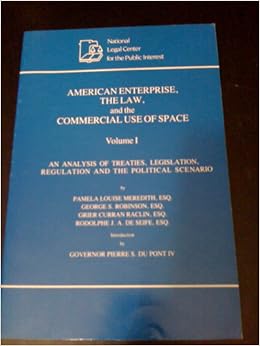 National
Legal Center
for the Public Interest
AMERICAN ENTERPRISE,
THE LAW,
and the
COMMERCIAL USE OF SPACE
Volume I
AN ANALYSIS OF TREATIES, LEGISLATION,
REGULATION AND THE POLITICAL SCENARIO
by
PAMELA LOUISE MEREDITH, ESQ.
GEORGE S. ROBINSON, ESQ.
GRIER CURRAN RACLIN, ESQ.
RODOLPHE J. A. DE SEIFE, ESQ.
Introduction
by
GOVERNOR PIERRE S. DU PONT IV